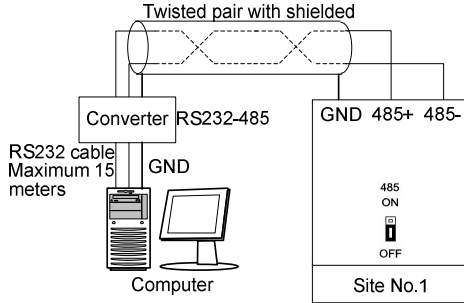 Twisted pair with shielded
Converter RS232-485
GND 485+ 485-
RS232 cable
Maximum 15
meters
GND
485
ON
OFF
Computer
Site No.1